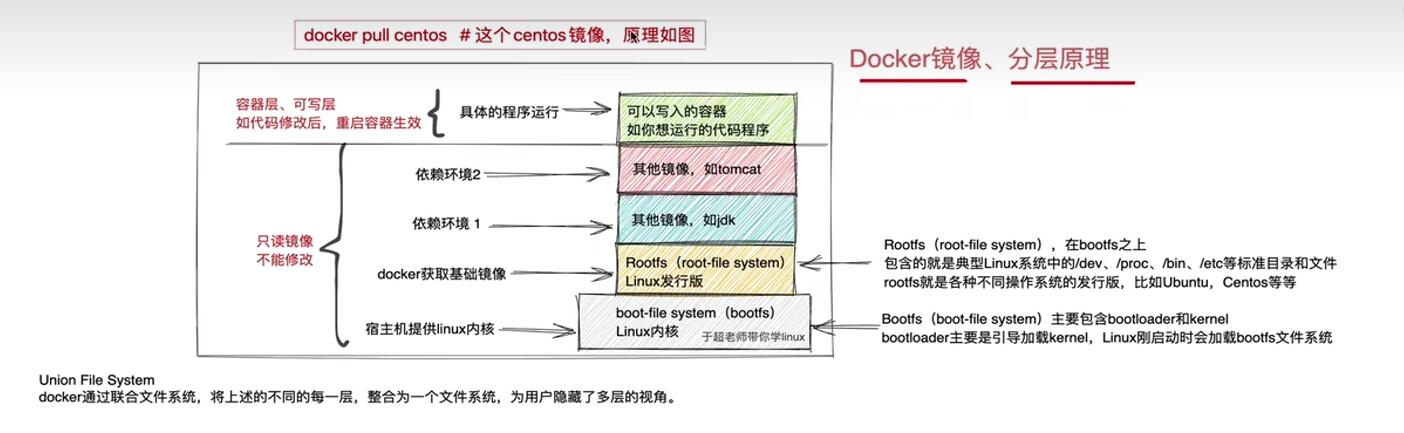 docker pull centos #这个centos镜像，原理如图
Docker镜像、分层原理
容器层、可写层
如代码修改后，重启容器生效
具体的程序运行
可以写入的容器
如你想运行的代码程序
依赖环境2
其他镜像，如tomcat
依赖环境 1
其他镜像，如jdk
只读镜像
不能修改
docker获取基础镜像
Rootfs（root-file system）
Linux发行版
Rootfs（root-file system），在bootfs之上
包含的就是典型Linux系统中的/dev、/proc、/bin、/etc等标准目录和文件
rootfs就是各种不同操作系统的发行版，比如Ubuntu，Centos等等
宿主机提供linux内核
boot-file system（bootfs）
Linux内核
于超老师带你学linux
Bootfs（boot-file system）主要包含bootloader和kernel
bootloader主要是引导加载kernel，Linux刚启动时会加载bootfs文件系统
Union File System
docker通过联合文件系统，将上述的不同的每一层，整合为一个文件系统，为用户隐藏了多层的视角。